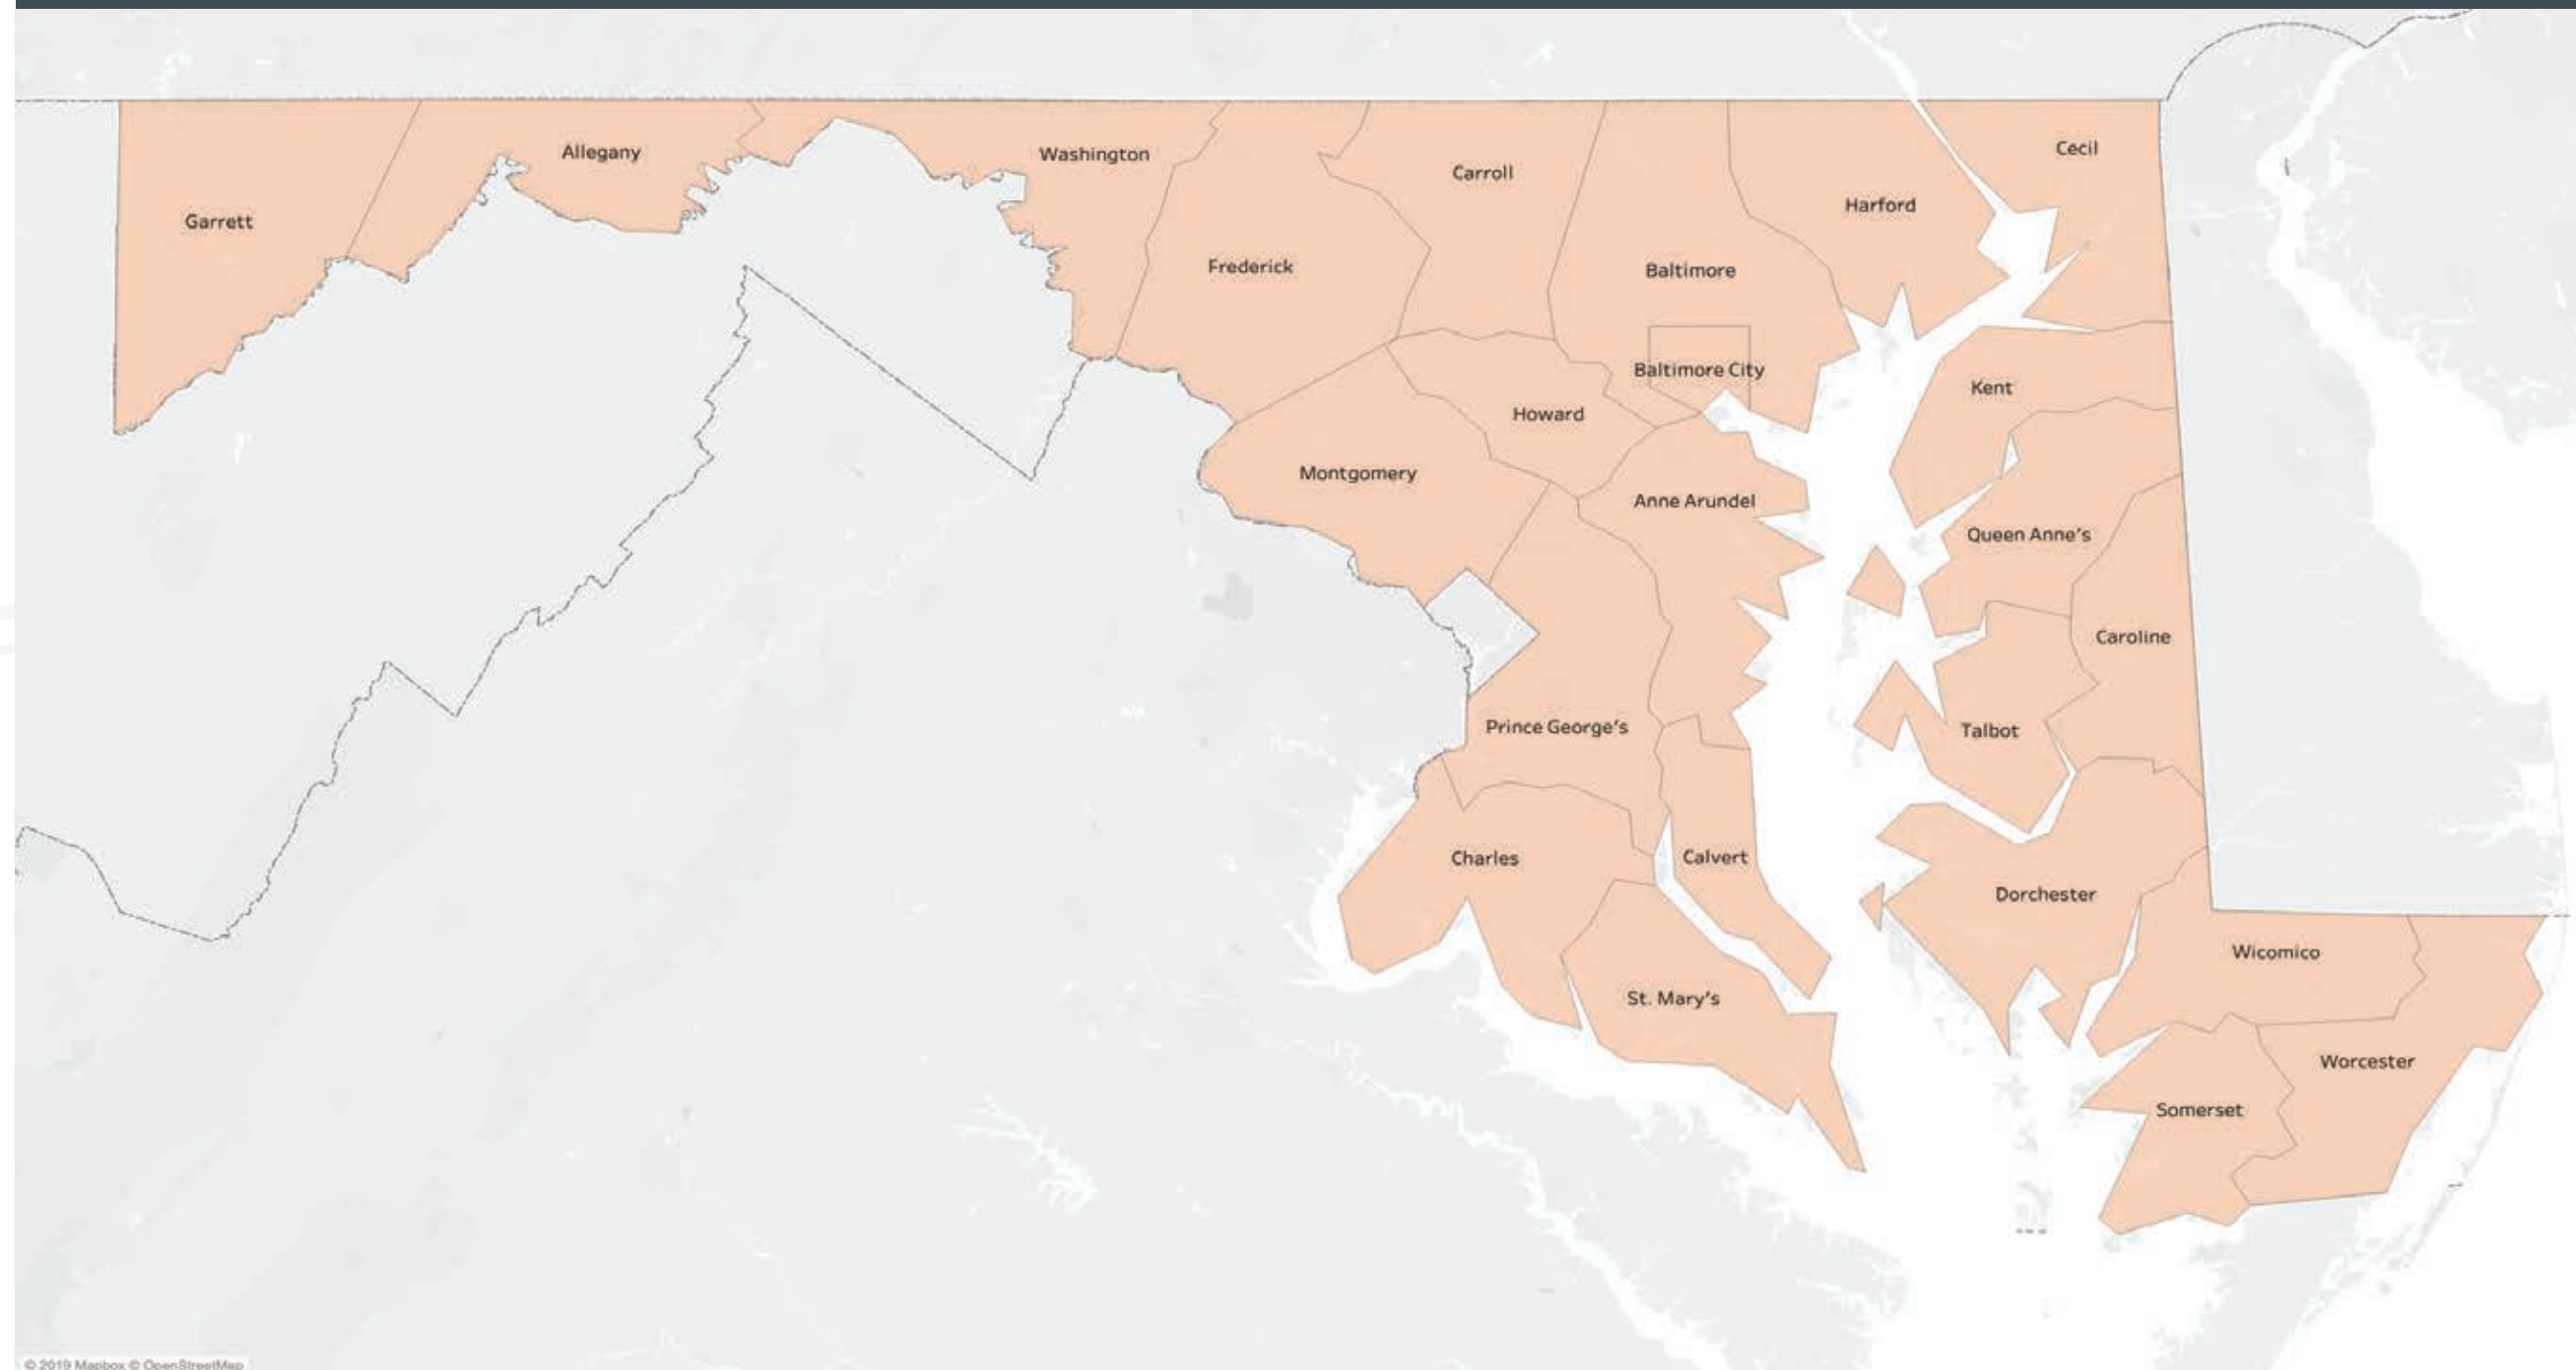 Cecil
Allegany
Washington
Carroll
Harford
Garrett
Frederick
Baltimore
Baltimore City
Kent
Howard
Montgomery
Anne Arundel
Queen Anne's
Caroline
Prince George's
Talbot
Charles
Calvert
Dorchester
Wicomico
St. Mary's
Worcester
Somerset
© 2019 Mapbox © OpenStreetMap